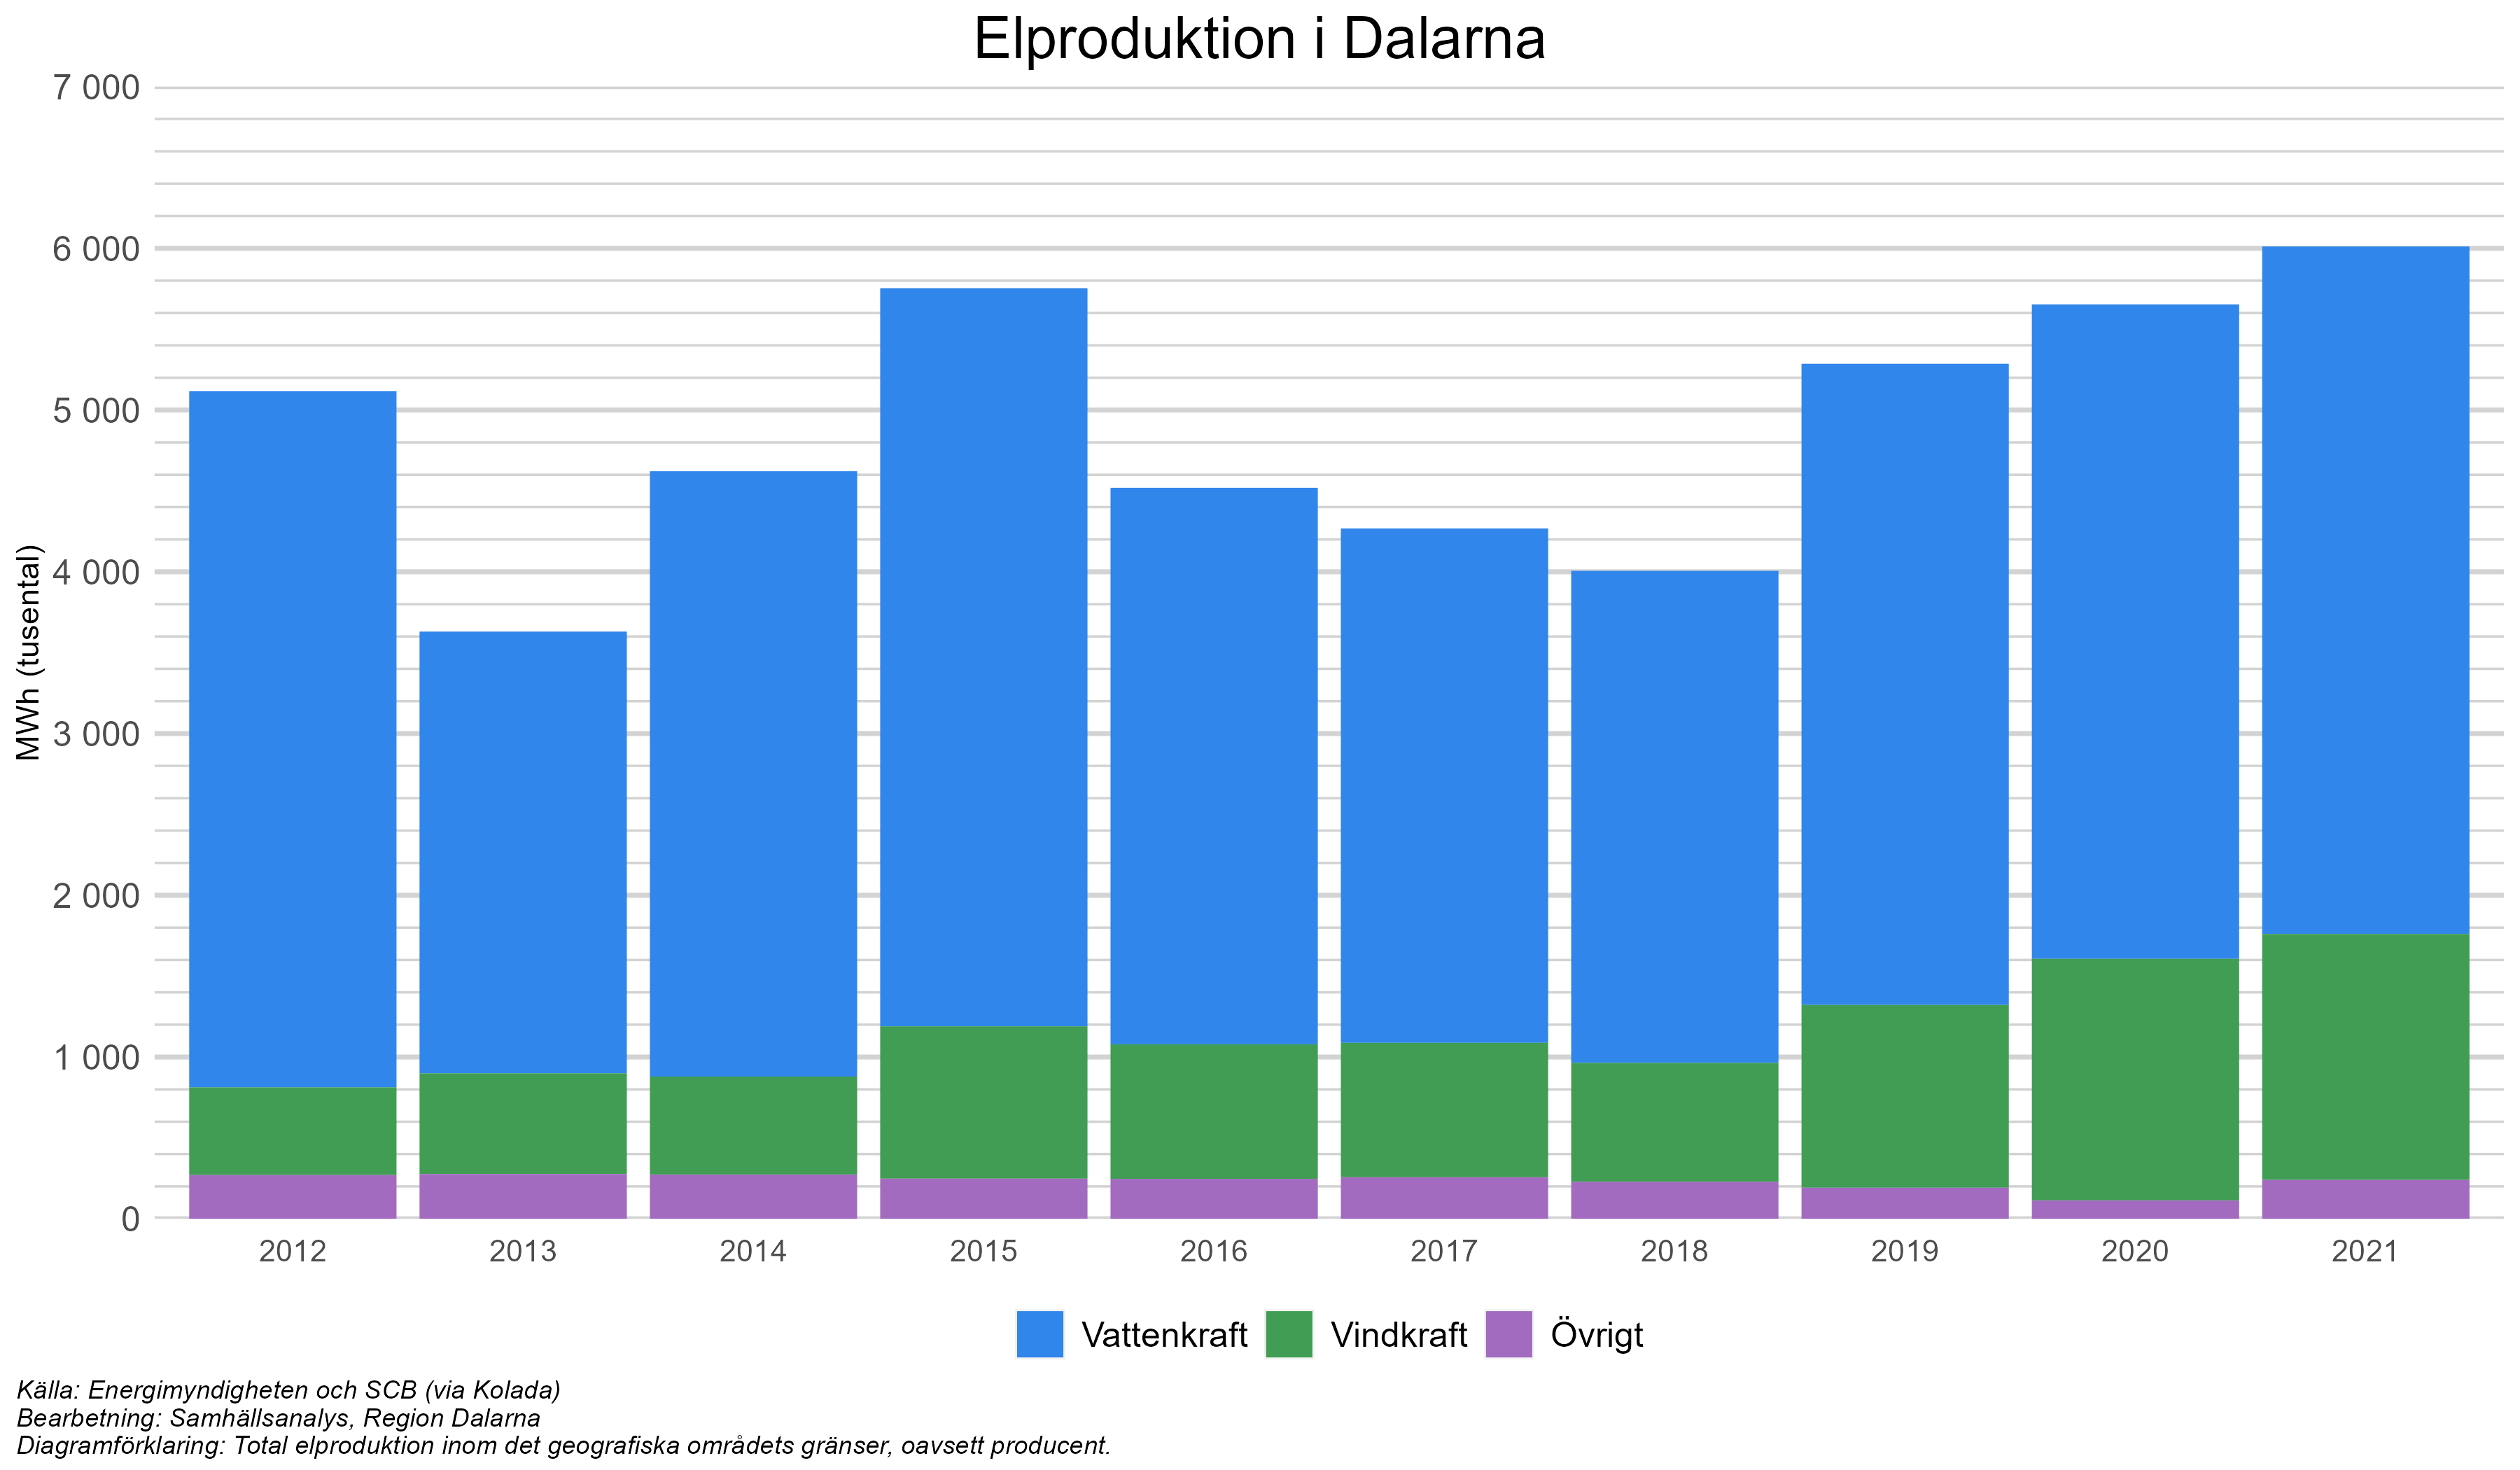 Elproduktion i Dalarna
MWh (tusental)
7 000
6 000
5 000
4 000
3 000
2 000
1 000
0
2012 2013 2014 2015 2016 2017 2018 2019 2020 2021
Vattenkraft Vindkraft Övrigt
Källa: Energimyndigheten och SCB (via Kolada)
Bearbetning: Samhällsanalys, Region Dalarna
Diagramförklaring: Total elproduktion inom det geografiska områdets gränser, oavsett producent.